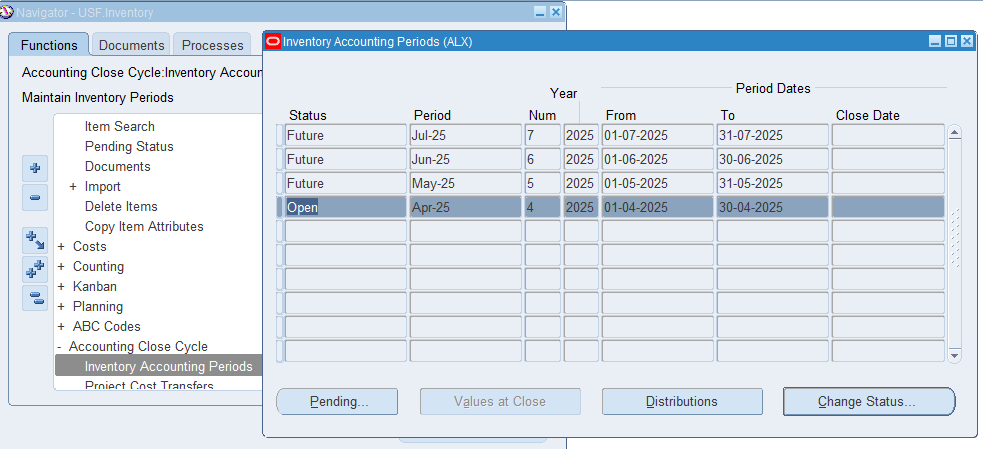 Navigator - USF.Inventory
Functions Documents Processes
Accounting Close Cycle:Inventory Accoun
Maintain Inventory Periods
Item Search
Pending Status
Documents
+ Import
Delete Items
Copy Item Attributes
+ Costs
+ Counting
+ Kanban
+ Planning
+ ABC Codes
- Accounting Close Cycle
Inventory Accounting Periods
Project Cost Transfers
Inventory Accounting Periods (ALX)
Year Period Dates
Status Period Num From To Close Date
Future Jul-25 7 2025 01-07-2025 31-07-2025
Future Jun-25 6 2025 01-06-2025 30-06-2025
Future May-25 5 2025 01-05-2025 31-05-2025
Open Apr-25 4 2025 01-04-2025 30-04-2025
Pending... Values at Close Distributions Change Status...